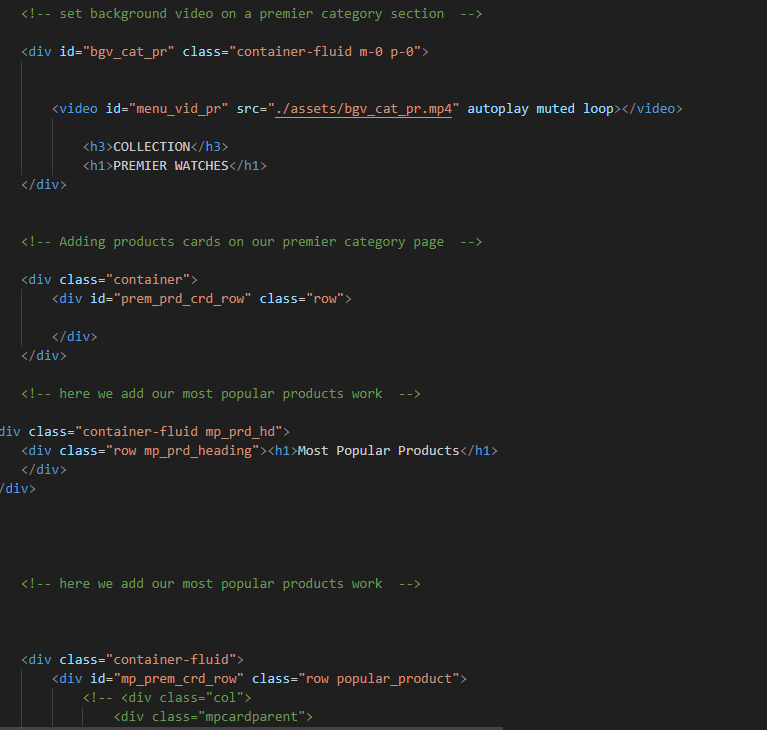 <!-- set background video on a premier category section  -->
<div id="bgv_cat_pr" class="container-fluid m-0 p-0">
<video id="menu_vid_pr" src="./assets/bgv_cat_pr.mp4" autoplay muted loop></video>
<h3>COLLECTION</h3>
<h1>PREMIER WATCHES</h1>
</div>
<!-- Adding products cards on our premier category page  -->
<div class="container">
<div id="prem_prd_crd_row" class="row">
</div>
</div>
<!-- here we add our most popular products work  -->
div class="container-fluid mp_prd_hd">
<div class="row mp_prd_heading"><h1>Most Popular Products</h1>
</div>
/div>
<!-- here we add our most popular products work  -->
<div class="container-fluid">
<div id="mp_prem_crd_row" class="row popular_product">
<!-- <div class="col">
<div class="mpcardparent">